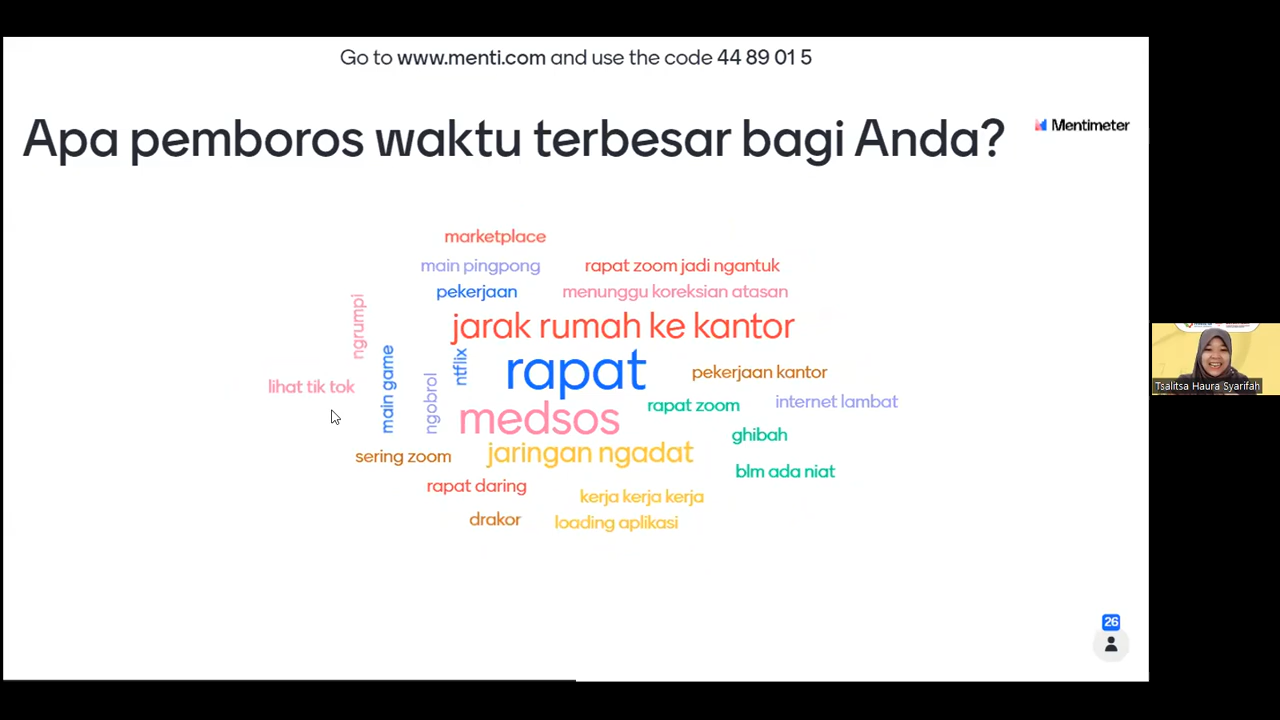 Go to www.menti.com and use the code 44 89 01 5
Apa pemboros waktu terbesar bagi Anda?
Mentimeter
marketplace
main pingpong
rapat zoom jadi ngantuk
pekerjaan
menunggu koreksian atasan
ngrumpi
jarak rumah ke kantor
main game
ntflix
rapat
pekerjaan kantor
lihat tik tok
ngobrol
medsos
rapat zoom
internet lambat
ghibah
sering zoom
jaringan ngadat
blm ada niat
rapat daring
kerja kerja kerja
drakor
loading aplikasi
26
Tsalitsa Haura Syarifah